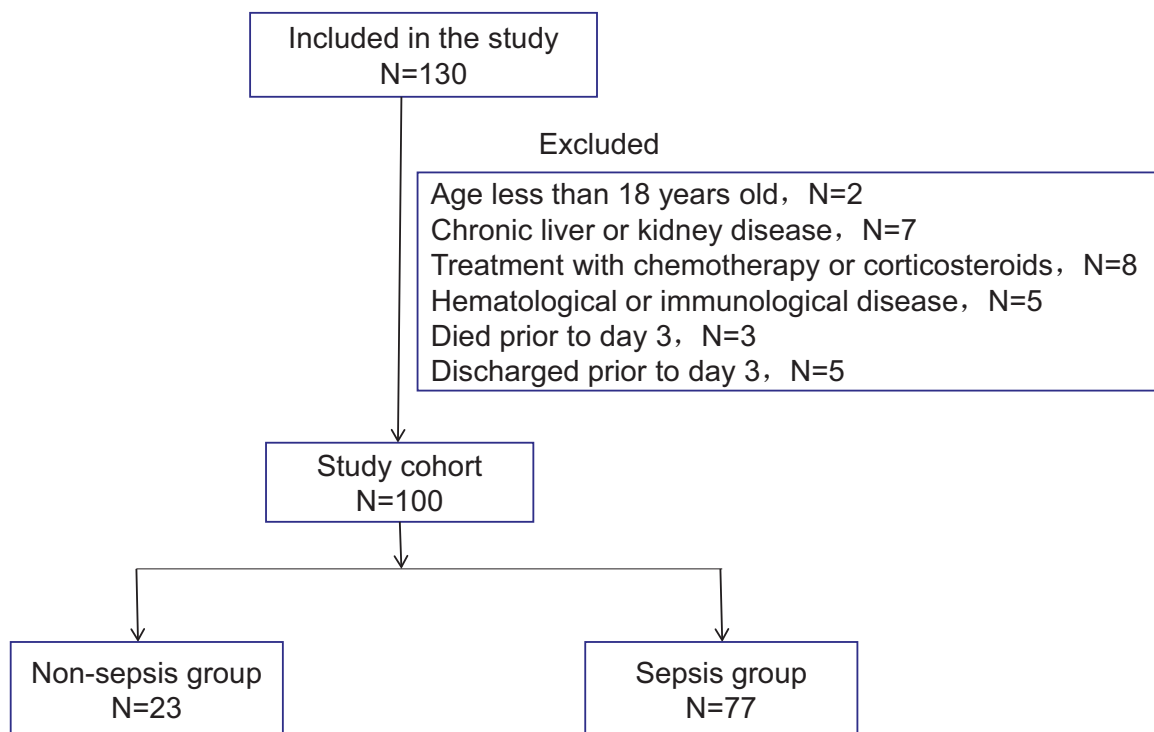 Included in the study
N=130
Excluded
Age less than 18 years old，N=2
Chronic liver or kidney disease，N=7
Treatment with chemotherapy or corticosteroids，N=8
Hematological or immunological disease，N=5
Died prior to day 3，N=3
Discharged prior to day 3，N=5
Study cohort
N=100
Non-sepsis group
N=23
Sepsis group
N=77